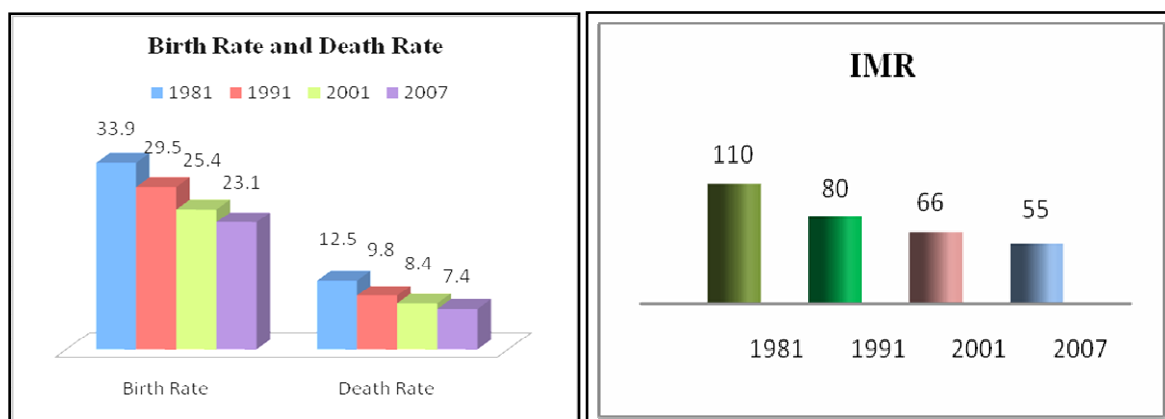 Birth Rate and Death Rate
1981 1991 2001 2007
33.9
29.5
25.4
23.1
12.5
9.8
8.4
7.4
Birth Rate Death Rate
IMR
110
80
66
55
1981 1991 2001 2007